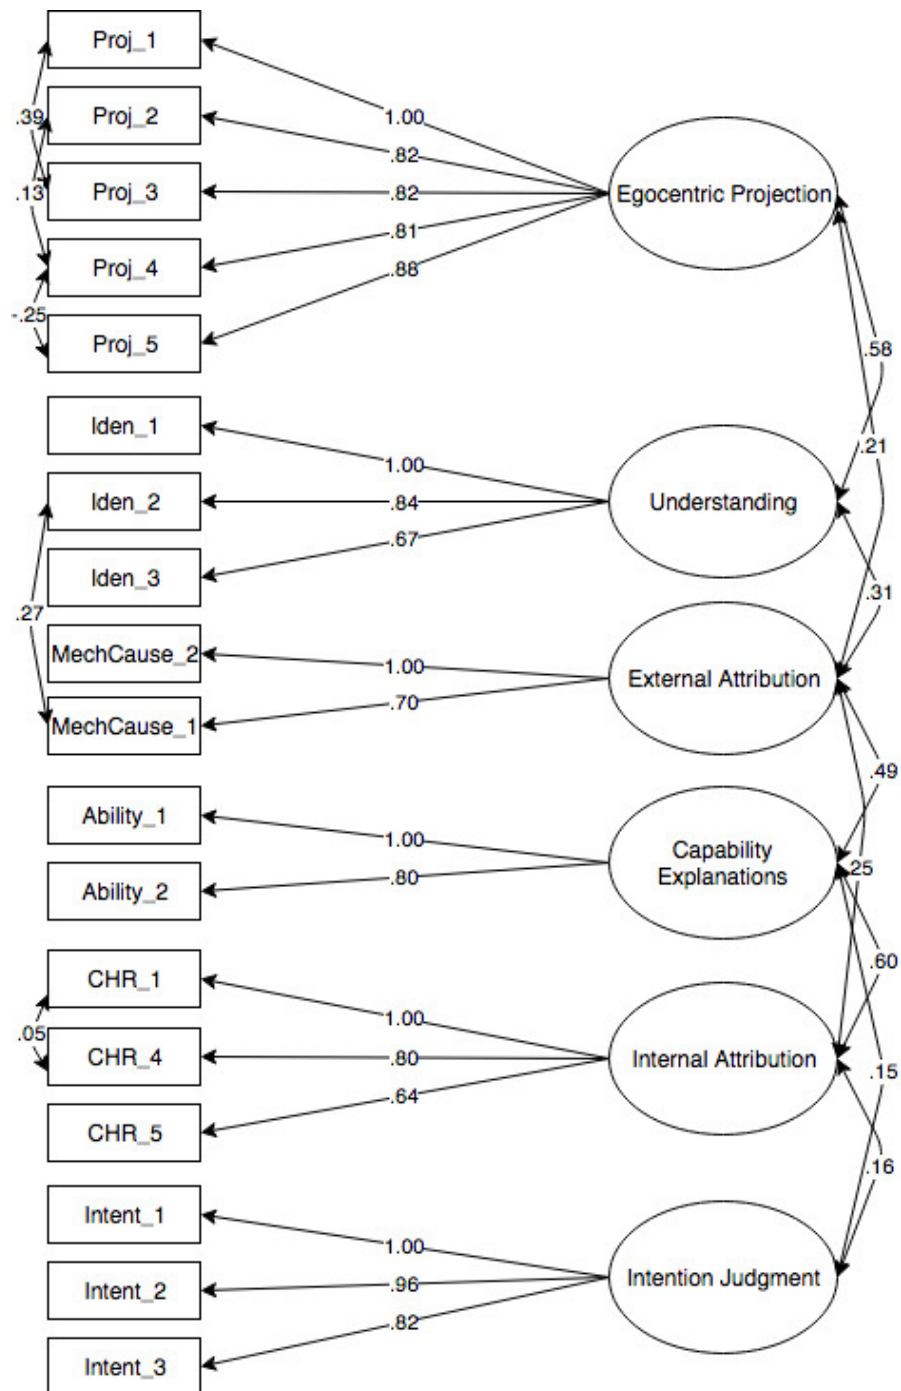 Proj_1
.39
Proj_2
1.00
.82
Proj_3
.13
.82
Egocentric Projection
.81
Proj_4
.88
-.25
Proj_5
.58
Iden_1
.21
1.00
Iden_2
.84
Understanding
.67
Iden_3
.31
.27
MechCause_2
1.00
External Attribution
.70
MechCause_1
.49
Ability_1
1.00
Capability
Explanations
.25
.80
Ability_2
.60
CHR_1
1.00
.05
CHR_4
.80
Internal Attribution
.15
.64
CHR_5
.16
Intent_1
1.00
Intent_2
.96
Intention Judgment
.82
Intent_3